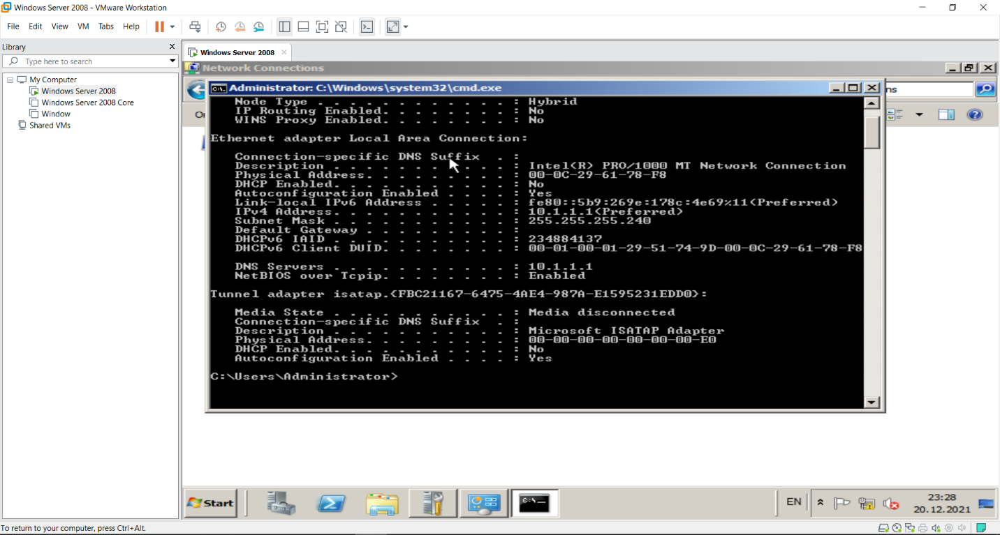 Windows Server 2008 - VMware Workstation
File Edit View VM Tabs Help
Library
Type here to search
My Computer
Windows Server 2008
Windows Server 2008 Core
Window
Shared VMs
Windows Server 2008
Network Connections
ns
Administrator: C:\Windows\system32\cmd.exe
Node Type . . . . . . . . . . . . : Hybrid
IP Routing Enabled. . . . . . . . : No
WINS Proxy Enabled. . . . . . . . : No
Ethernet adapter Local Area Connection:
Connection-specific DNS Suffix  . :
Description . . . . . . . . . . . : Intel(R) PRO/1000 MT Network Connection
Physical Address. . . . . . . . . : 00-0C-29-61-78-F8
DHCP Enabled. . . . . . . . . . . : No
Autoconfiguration Enabled . . . . : Yes
Link-local IPv6 Address . . . . . : fe80::5b9:269e:178c:4e69%11(Preferred)
IPv4 Address. . . . . . . . . . . : 10.1.1.1(Preferred)
Subnet Mask . . . . . . . . . . . : 255.255.255.240
Default Gateway . . . . . . . . . :
DHCPv6 IAID . . . . . . . . . . . : 234884137
DHCPv6 Client DUID. . . . . . . . : 00-01-00-01-29-51-74-9D-00-0C-29-61-78-F8
DNS Servers . . . . . . . . . . . : 10.1.1.1
NetBIOS over Tcpip. . . . . . . . : Enabled
Tunnel adapter isatap.{FBC21167-6475-4AE4-987A-E1595231EDD0}:
Media State . . . . . . . . . . . : Media disconnected
Connection-specific DNS Suffix  . :
Description . . . . . . . . . . . : Microsoft ISATAP Adapter
Physical Address. . . . . . . . . : 00-00-00-00-00-00-00-E0
DHCP Enabled. . . . . . . . . . . : No
Autoconfiguration Enabled . . . . : Yes
C:\Users\Administrator>
Start
EN
23:28
20.12.2021
To return to your computer, press Ctrl+Alt.